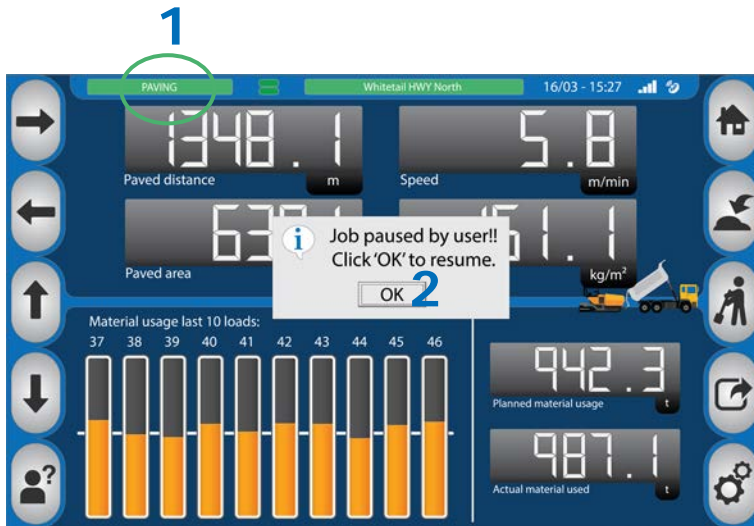 1
PAVING
Whitetail HWY North
16/03 - 15:27
1348.1
Paved distance
m
5.8
Speed
m/min
Paved area
kg/m²
Job paused by user!!
Click 'OK' to resume.
OK
2
Material usage last 10 loads:
37 38 39 40 41 42 43 44 45 46
942.3
Planned material usage
t
987.1
Actual material used
t
?